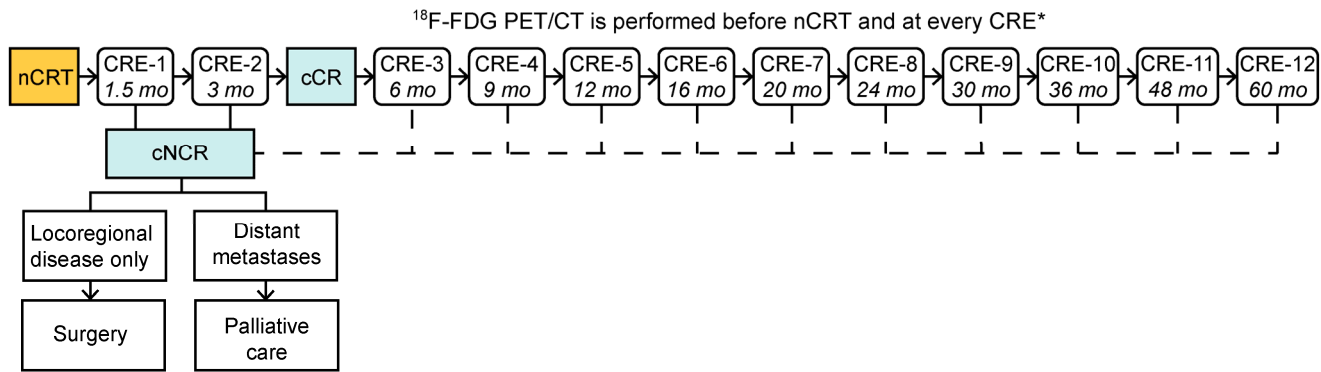 ¹⁸F-FDG PET/CT is performed before nCRT and at every CRE*
nCRT
CRE-1
1.5 mo
CRE-2
3 mo
cCR
CRE-3
6 mo
CRE-4
9 mo
CRE-5
12 mo
CRE-6
16 mo
CRE-7
20 mo
CRE-8
24 mo
CRE-9
30 mo
CRE-10
36 mo
CRE-11
48 mo
CRE-12
60 mo
cNCR
Locoregional
disease only
Distant
metastases
Surgery
Palliative
care